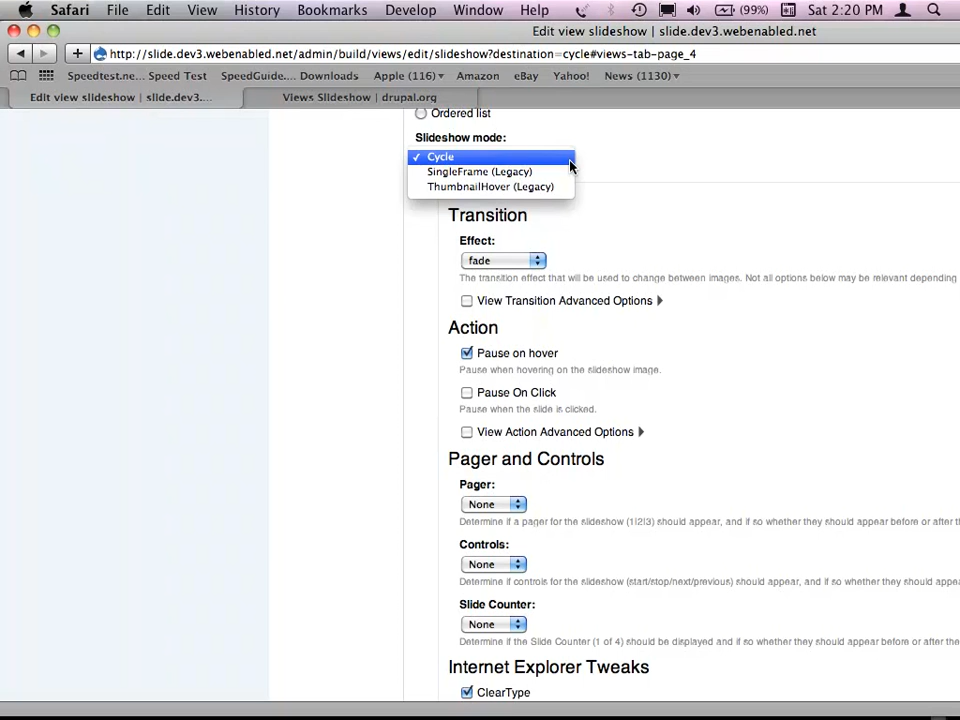 Safari File Edit View History Bookmarks Develop Window Help (99%) Sat 2:20 PM
Edit view slideshow | slide.dev3.webenabled.net
http://slide.dev3.webenabled.net/admin/build/views/edit/slideshow?destination=cycle#views-tab-page_4
Speedtest.ne... Speed Test SpeedGuide.... Downloads Apple (116) Amazon eBay Yahoo! News (1130)
Edit view slideshow | slide.dev3.... Views Slideshow | drupal.org
Ordered list
Slideshow mode:
✓ Cycle
SingleFrame (Legacy)
ThumbnailHover (Legacy)
Transition
Effect:
fade
The transition effect that will be used to change between images. Not all options below may be relevant depending
View Transition Advanced Options
Action
Pause on hover
Pause when hovering on the slideshow image.
Pause On Click
Pause when the slide is clicked.
View Action Advanced Options
Pager and Controls
Pager:
None
Determine if a pager for the slideshow (1|2|3) should appear, and if so whether they should appear before or after th
Controls:
None
Determine if controls for the slideshow (start/stop/next/previous) should appear, and if so whether they should appea
Slide Counter:
None
Determine if the Slide Counter (1 of 4) should be displayed and if so whether they should appear before or after the
Internet Explorer Tweaks
ClearType